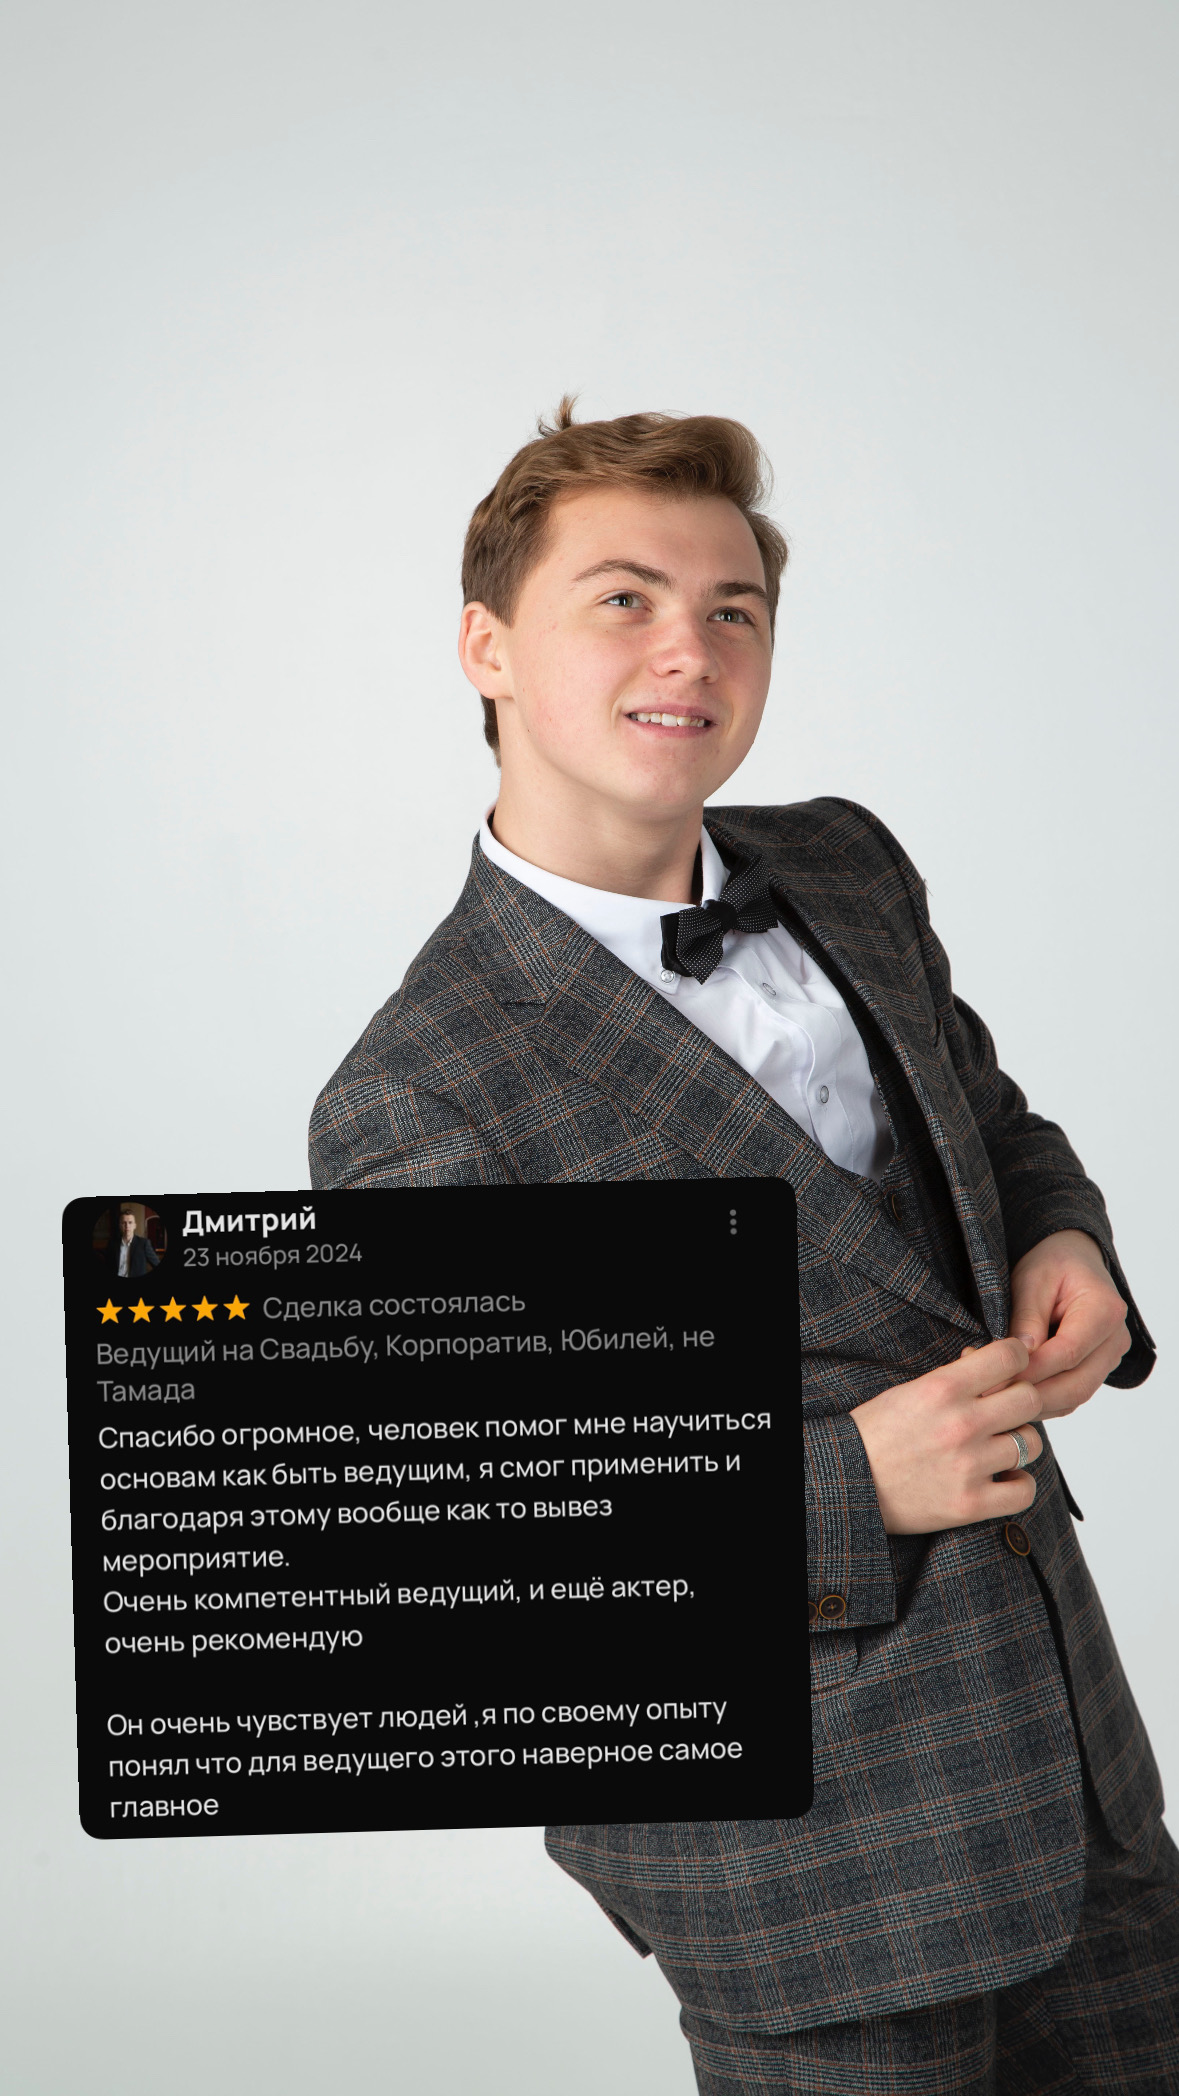 Дмитрий
23 ноября 2024
Сделка состоялась
Ведущий на Свадьбу, Корпоратив, Юбилей, не
Тамада
Спасибо огромное, человек помог мне научиться
основам как быть ведущим, я смог применить и
благодаря этому вообще как то вывез
мероприятие.
Очень компетентный ведущий, и ещё актер,
очень рекомендую
Он очень чувствует людей ,я по своему опыту
понял что для ведущего этого наверное самое
главное